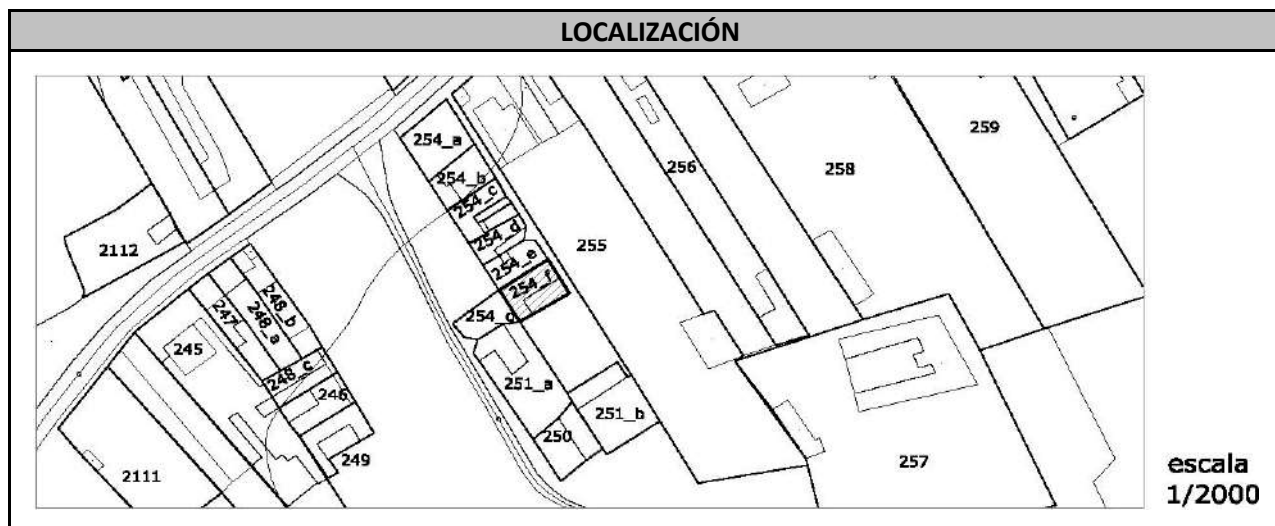 LOCALIZACIÓN
254_a
259
254_b
256
258
254_c
2112
254_d
255
254_e
248_b
254_f
247
248_a
254_g
245
248_c
251_a
246
251_b
250
249
257
2111
escala
1/2000